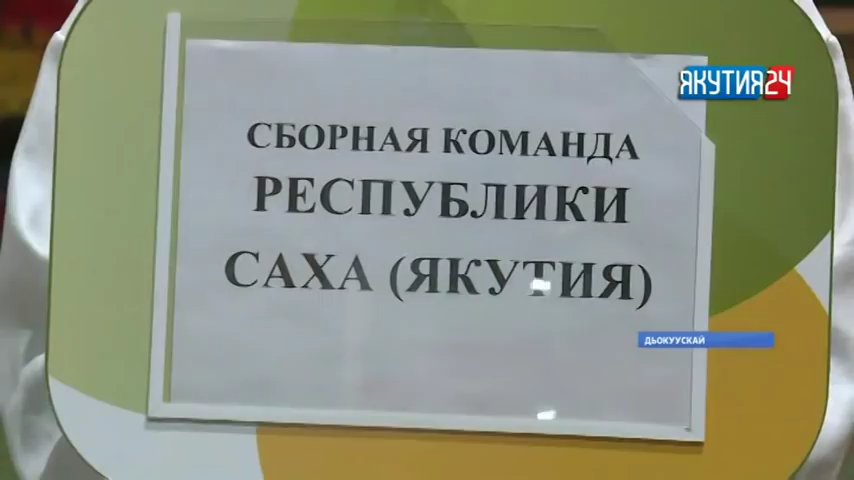 ЯКУТИЯ24
СБОРНАЯ КОМАНДА
РЕСПУБЛИКИ
САХА (ЯКУТИЯ)
ДЬОКУУСКАЙ